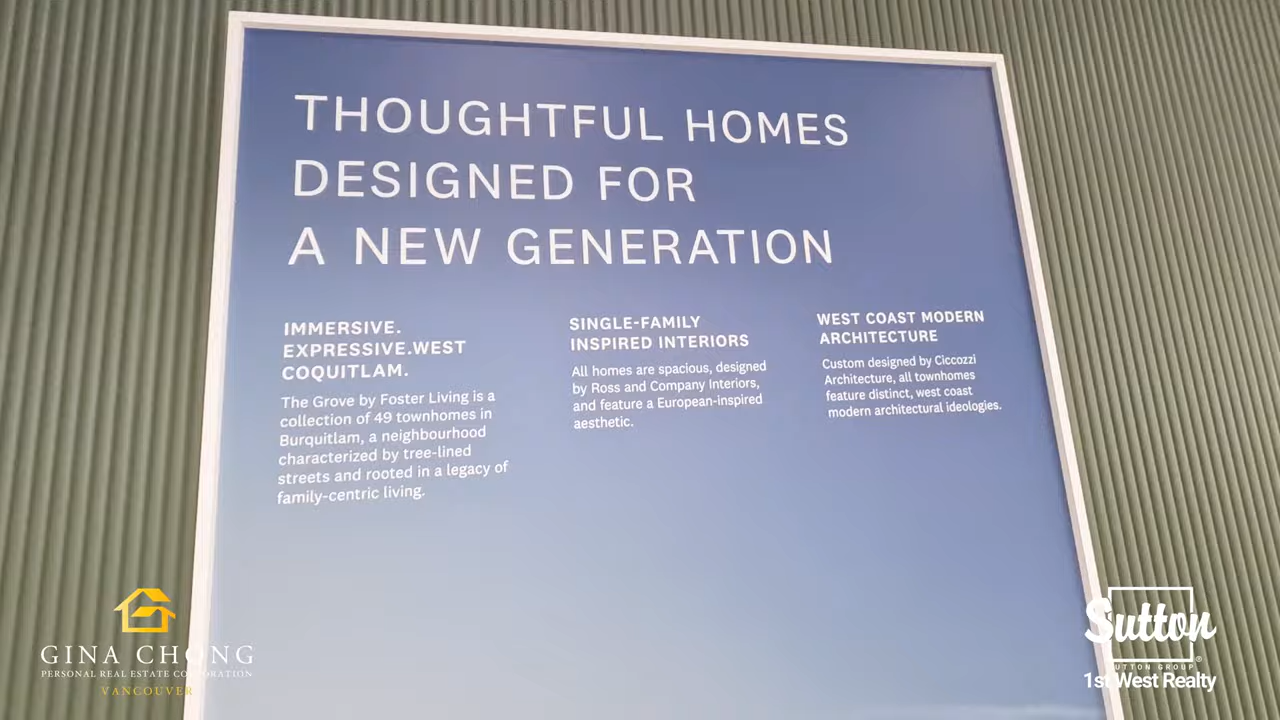 THOUGHTFUL HOMES
DESIGNED FOR
A NEW GENERATION
IMMERSIVE.
EXPRESSIVE.WEST
COQUITLAM.
The Grove by Foster Living is a
collection of 49 townhomes in
Burquitlam, a neighbourhood
characterized by tree-lined
streets and rooted in a legacy of
family-centric living.
SINGLE-FAMILY
INSPIRED INTERIORS
All homes are spacious, designed
by Ross and Company Interiors,
and feature a European-inspired
aesthetic.
WEST COAST MODERN
ARCHITECTURE
Custom designed by Ciccozzi
Architecture, all townhomes
feature distinct, west coast
modern architectural ideologies.
GINA CHONG
PERSONAL REAL ESTATE CORPORATION
VANCOUVER
Sutton
SUTTON GROUP
1st West Realty